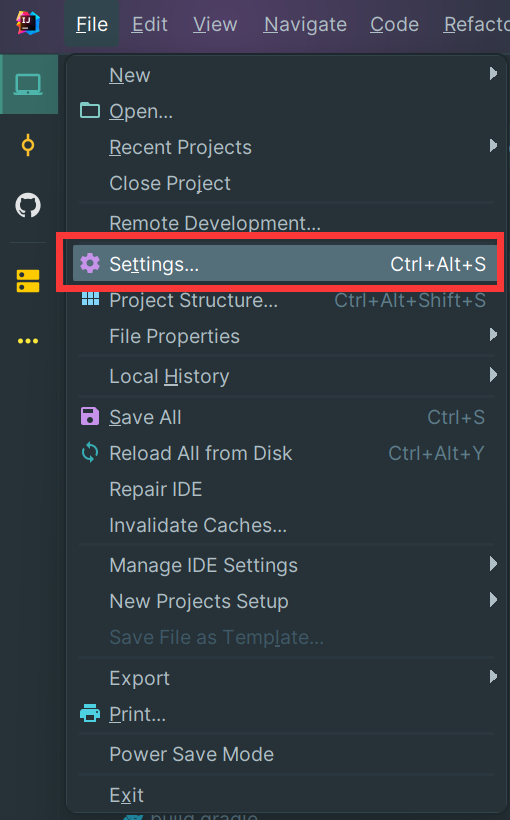 IJ
File Edit View Navigate Code Refacto
New
Open...
Recent Projects
Close Project
Remote Development...
Settings... Ctrl+Alt+S
Project Structure... Ctrl+Alt+Shift+S
File Properties
Local History
Save All Ctrl+S
Reload All from Disk Ctrl+Alt+Y
Repair IDE
Invalidate Caches...
Manage IDE Settings
New Projects Setup
Save File as Template...
Export
Print...
Power Save Mode
Exit
build.gradle